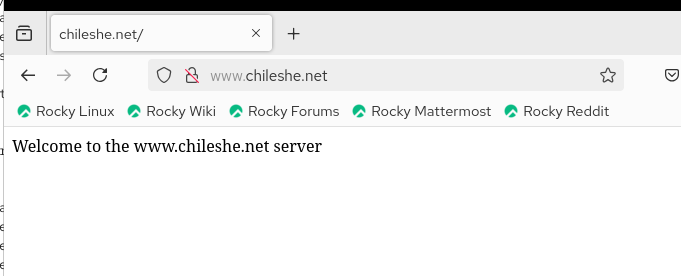 chileshe.net/
www.chileshe.net
Rocky Linux Rocky Wiki Rocky Forums Rocky Mattermost Rocky Reddit
Welcome to the www.chileshe.net server